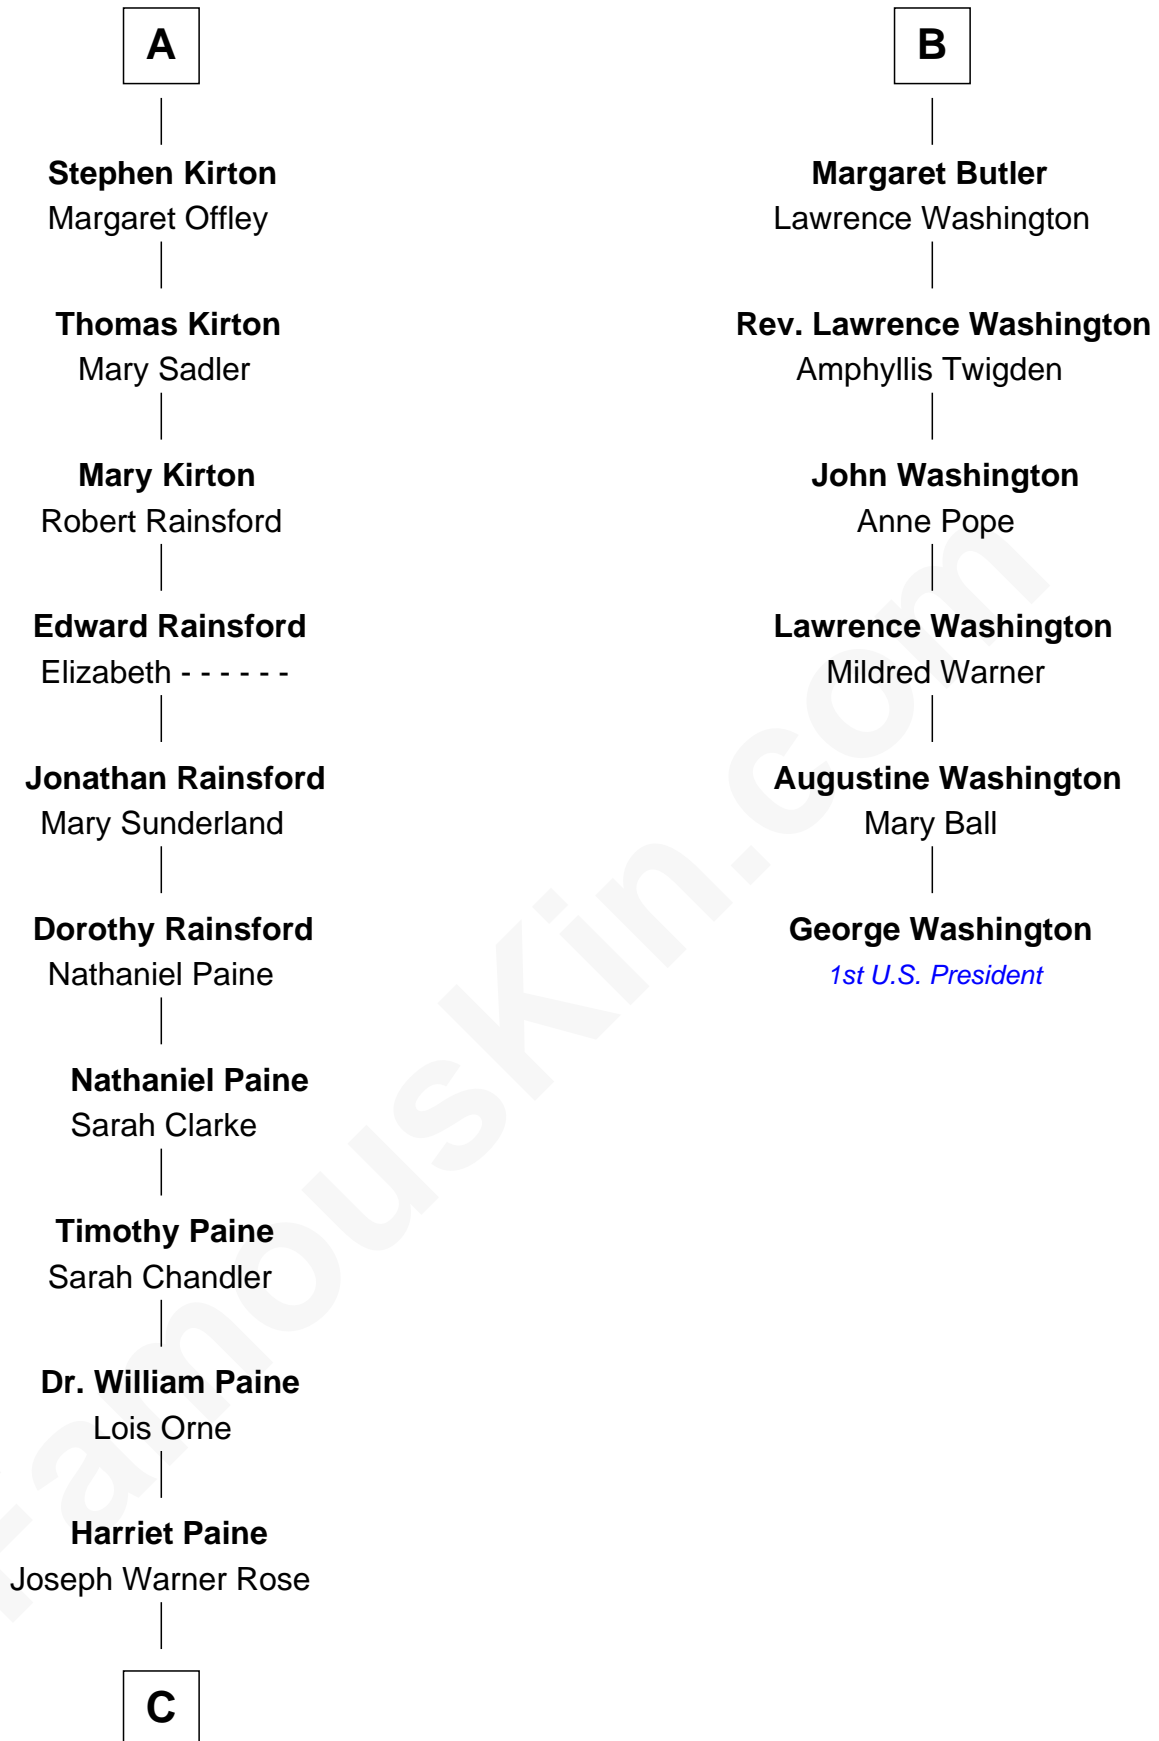 A
Stephen Kirton
Margaret Offley
Thomas Kirton
Mary Sadler
Mary Kirton
Robert Rainsford
Edward Rainsford
Elizabeth - - - - - -
Jonathan Rainsford
Mary Sunderland
Dorothy Rainsford
Nathaniel Paine
Nathaniel Paine
Sarah Clarke
Timothy Paine
Sarah Chandler
Dr. William Paine
Lois Orne
Harriet Paine
Joseph Warner Rose
C
B
Margaret Butler
Lawrence Washington
Rev. Lawrence Washington
Amphyllis Twigden
John Washington
Anne Pope
Lawrence Washington
Mildred Warner
Augustine Washington
Mary Ball
George Washington
1st U.S. President
FamousKin.com